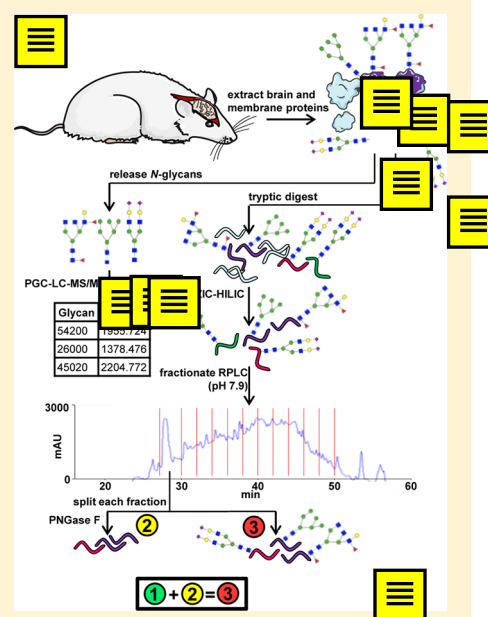 extract brain and
membrane proteins
release N-glycans
tryptic digest
PGC-LC-MS/M
IC-HILIC
Glycan
54200 1955.724
26000 1378.476
45020 2204.772
fractionate RPLC
(pH 7.9)
3000
mAU
0
20 30 40 50 60
min
split each fraction
PNGase F
2
3
1 + 2 = 3